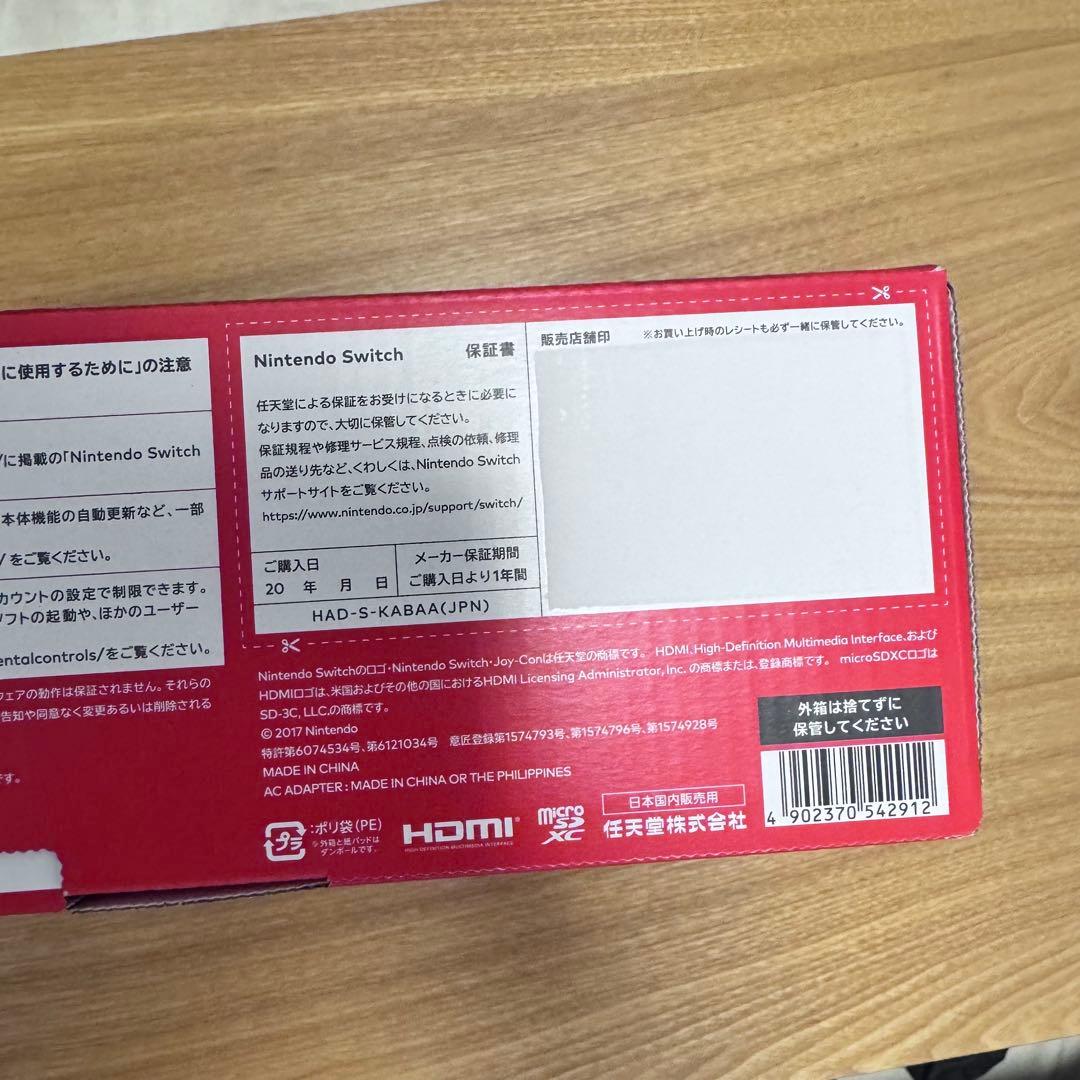 に使用するために」の注意
/に掲載の「Nintendo Switch
本体機能の自動更新など、一部
/ をご覧ください。
カウントの設定で制限できます。
ソフトの起動や、ほかのユーザー
entalcontrols/をご覧ください。
ウェアの動作は保証されません。それらの
告知や同意なく変更あるいは削除される
です。
Nintendo Switch 保証書
任天堂による保証をお受けになるときに必要に
なりますので、大切に保管してください。
保証規程や修理サービス規程、点検の依頼、修理
品の送り先など、くわしくは、Nintendo Switch
サポートサイトをご覧ください。
https://www.nintendo.co.jp/support/switch/
ご購入日
20 年 月 日
メーカー保証期間
ご購入日より1年間
HAD-S-KABAA(JPN)
販売店舗印 ※お買い上げ時のレシートも必ず一緒に保管してください。
Nintendo Switchのロゴ・Nintendo Switch・Joy-Conは任天堂の商標です。 HDMI、High-Definition Multimedia Interface、および
HDMIロゴは、米国およびその他の国におけるHDMI Licensing Administrator, Inc. の商標または、登録商標です。 microSDXCロゴは
SD-3C, LLC.の商標です。
© 2017 Nintendo
特許第6074534号、第6121034号 意匠登録第1574793号、第1574796号、第1574928号
MADE IN CHINA
AC ADAPTER : MADE IN CHINA OR THE PHILIPPINES
プラ
:ポリ袋(PE)
※外箱と紙パッドは
ダンボールです。
HDMI
HIGH-DEFINITION MULTIMEDIA INTERFACE
micro
SD
XC
日本国内販売用
任天堂株式会社
外箱は捨てずに
保管してください
4 902370 542912